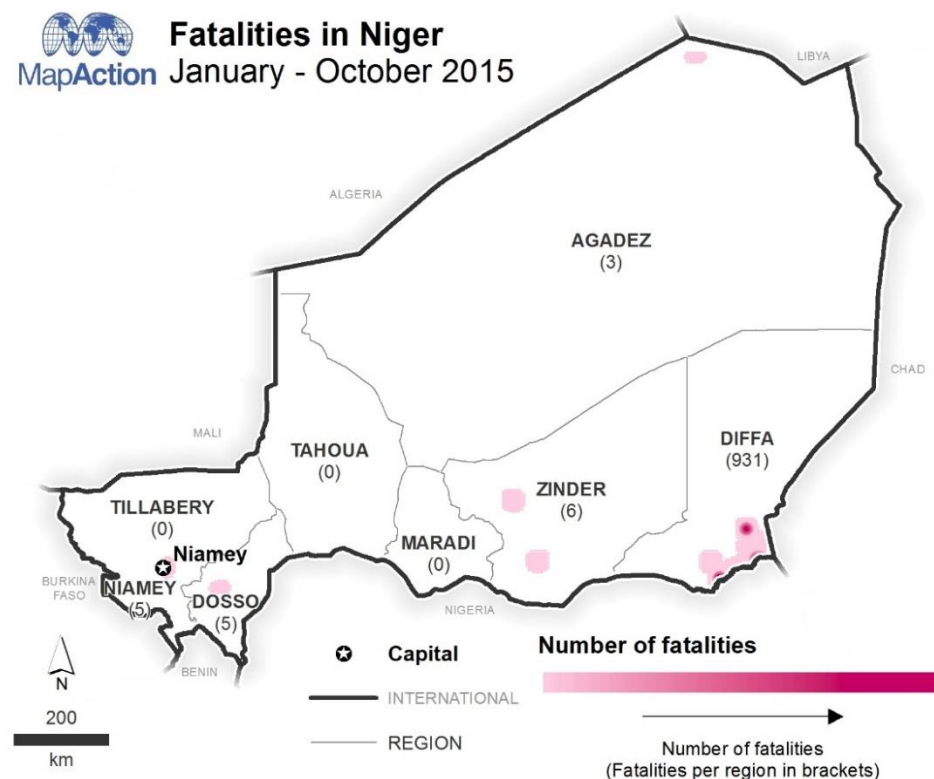 MapAction
Fatalities in Niger
January - October 2015
LIBYA
ALGERIA
AGADEZ
(3)
CHAD
MALI
TAHOUA
(0)
DIFFA
(931)
ZINDER
(6)
TILLABERY
(0)
MARADI
(0)
Niamey
BURKINA
FASO
NIAMEY
(5)
DOSSO
(5)
NIGERIA
BENIN
N
200
km
Capital
INTERNATIONAL
REGION
Number of fatalities
Number of fatalities
(Fatalities per region in brackets)